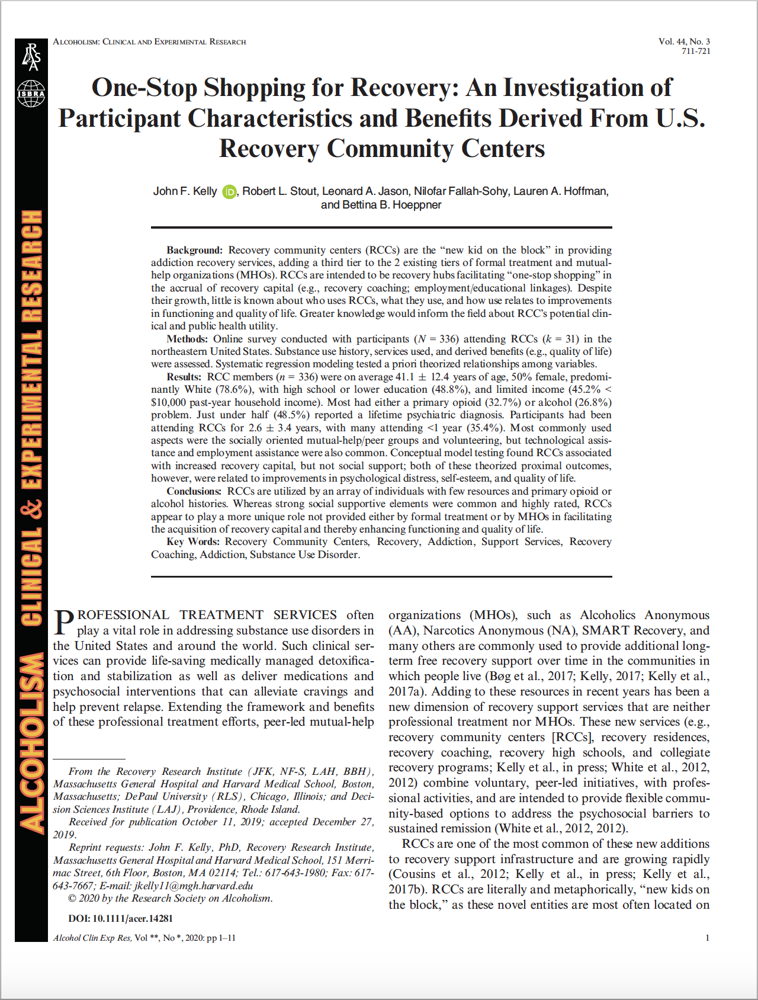 ALCOHOLISM: CLINICAL AND EXPERIMENTAL RESEARCH
Vol. 44, No. 3
711-721
RSA
ISBRA
ALCOHOLISM CLINICAL & EXPERIMENTAL RESEARCH
One-Stop Shopping for Recovery: An Investigation of
Participant Characteristics and Benefits Derived From U.S.
Recovery Community Centers
John F. Kelly iD, Robert L. Stout, Leonard A. Jason, Nilofar Fallah-Sohy, Lauren A. Hoffman,
and Bettina B. Hoeppner
Background: Recovery community centers (RCCs) are the “new kid on the block” in providing
addiction recovery services, adding a third tier to the 2 existing tiers of formal treatment and mutual-
help organizations (MHOs). RCCs are intended to be recovery hubs facilitating “one-stop shopping” in
the accrual of recovery capital (e.g., recovery coaching; employment/educational linkages). Despite
their growth, little is known about who uses RCCs, what they use, and how use relates to improvements
in functioning and quality of life. Greater knowledge would inform the field about RCC’s potential clin-
ical and public health utility.
Methods: Online survey conducted with participants (N = 336) attending RCCs (k = 31) in the
northeastern United States. Substance use history, services used, and derived benefits (e.g., quality of life)
were assessed. Systematic regression modeling tested a priori theorized relationships among variables.
Results: RCC members (n = 336) were on average 41.1 ± 12.4 years of age, 50% female, predomi-
nantly White (78.6%), with high school or lower education (48.8%), and limited income (45.2% <
$10,000 past-year household income). Most had either a primary opioid (32.7%) or alcohol (26.8%)
problem. Just under half (48.5%) reported a lifetime psychiatric diagnosis. Participants had been
attending RCCs for 2.6 ± 3.4 years, with many attending <1 year (35.4%). Most commonly used
aspects were the socially oriented mutual-help/peer groups and volunteering, but technological assis-
tance and employment assistance were also common. Conceptual model testing found RCCs associated
with increased recovery capital, but not social support; both of these theorized proximal outcomes,
however, were related to improvements in psychological distress, self-esteem, and quality of life.
Conclusions: RCCs are utilized by an array of individuals with few resources and primary opioid or
alcohol histories. Whereas strong social supportive elements were common and highly rated, RCCs
appear to play a more unique role not provided either by formal treatment or by MHOs in facilitating
the acquisition of recovery capital and thereby enhancing functioning and quality of life.
Key Words: Recovery Community Centers, Recovery, Addiction, Support Services, Recovery
Coaching, Addiction, Substance Use Disorder.
PROFESSIONAL TREATMENT SERVICES often
play a vital role in addressing substance use disorders in
the United States and around the world. Such clinical ser-
vices can provide life-saving medically managed detoxifica-
tion and stabilization as well as deliver medications and
psychosocial interventions that can alleviate cravings and
help prevent relapse. Extending the framework and benefits
of these professional treatment efforts, peer-led mutual-help
From the Recovery Research Institute (JFK, NF-S, LAH, BBH),
Massachusetts General Hospital and Harvard Medical School, Boston,
Massachusetts; DePaul University (RLS), Chicago, Illinois; and Deci-
sion Sciences Institute (LAJ), Providence, Rhode Island.
Received for publication October 11, 2019; accepted December 27,
2019.
Reprint requests: John F. Kelly, PhD, Recovery Research Institute,
Massachusetts General Hospital and Harvard Medical School, 151 Merri-
mac Street, 6th Floor, Boston, MA 02114; Tel.: 617-643-1980; Fax: 617-
643-7667; E-mail: jkelly11@mgh.harvard.edu
© 2020 by the Research Society on Alcoholism.
DOI: 10.1111/acer.14281
organizations (MHOs), such as Alcoholics Anonymous
(AA), Narcotics Anonymous (NA), SMART Recovery, and
many others are commonly used to provide additional long-
term free recovery support over time in the communities in
which people live (Bøg et al., 2017; Kelly, 2017; Kelly et al.,
2017a). Adding to these resources in recent years has been a
new dimension of recovery support services that are neither
professional treatment nor MHOs. These new services (e.g.,
recovery community centers [RCCs], recovery residences,
recovery coaching, recovery high schools, and collegiate
recovery programs; Kelly et al., in press; White et al., 2012,
2012) combine voluntary, peer-led initiatives, with profes-
sional activities, and are intended to provide flexible commu-
nity-based options to address the psychosocial barriers to
sustained remission (White et al., 2012, 2012).
RCCs are one of the most common of these new additions
to recovery support infrastructure and are growing rapidly
(Cousins et al., 2012; Kelly et al., in press; Kelly et al.,
2017b). RCCs are literally and metaphorically, “new kids on
the block,” as these novel entities are most often located on
Alcohol Clin Exp Res, Vol **, No *, 2020: pp 1–11
1